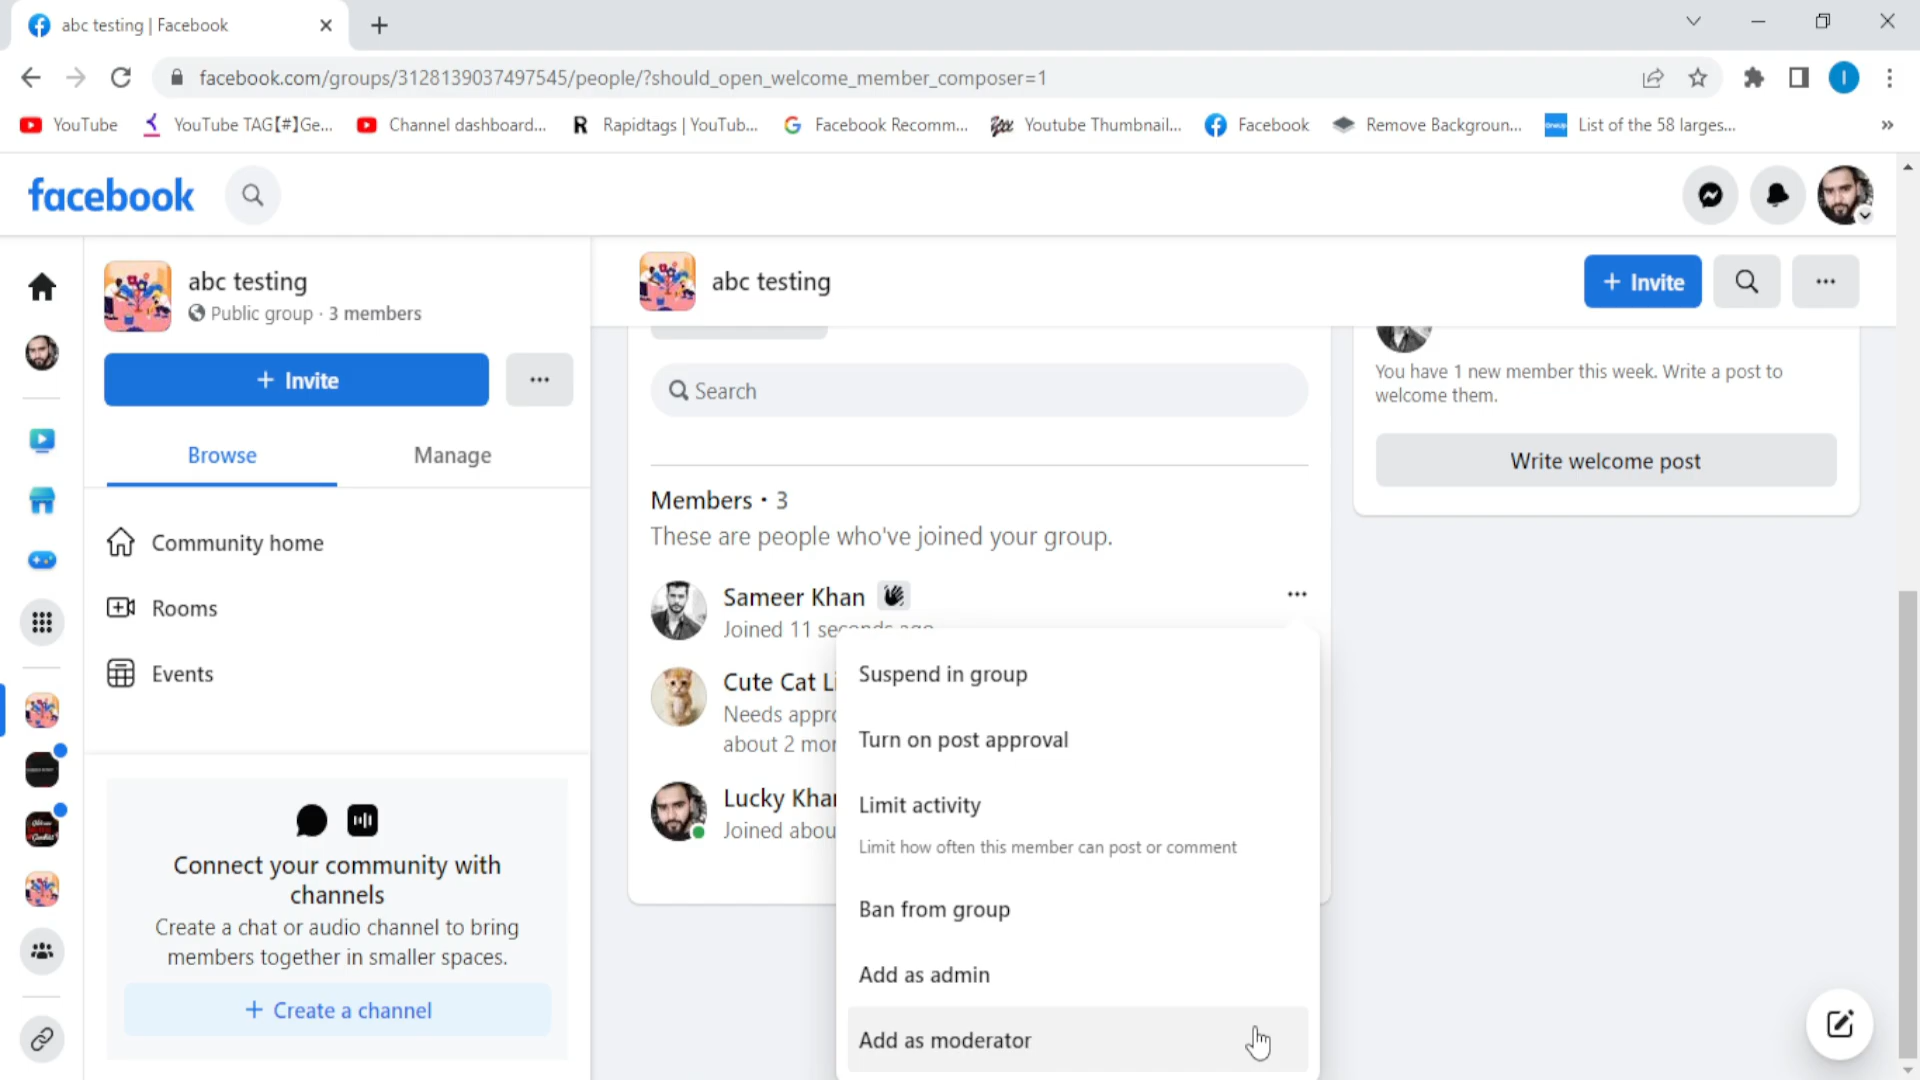 abc testing | Facebook
facebook.com/groups/3128139037497545/people/?should_open_welcome_member_composer=1
I
YouTube
YouTube TAG【#】Ge...
Channel dashboard...
R Rapidtags | YouTub...
Facebook Recomm...
Youtube Thumbnail...
Facebook
Remove Backgroun...
List of the 58 larges...
»
facebook
abc testing
Public group · 3 members
+ Invite
Browse
Manage
Community home
Rooms
Events
Connect your community with
channels
Create a chat or audio channel to bring
members together in smaller spaces.
+ Create a channel
abc testing
+ Invite
Search
Members · 3
These are people who've joined your group.
Sameer Khan
Joined 11 seconds ago
Cute Cat Li
Needs appro
about 2 mon
Lucky Khan
Joined abou
Suspend in group
Turn on post approval
Limit activity
Limit how often this member can post or comment
Ban from group
Add as admin
Add as moderator
You have 1 new member this week. Write a post to
welcome them.
Write welcome post